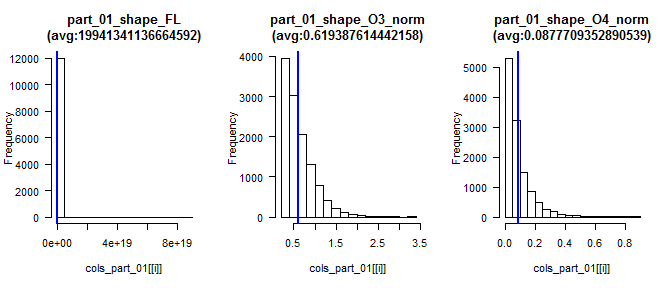 part_01_shape_FL
(avg:19941341136664592)
Frequency
12000
10000
8000
6000
4000
2000
0
0e+00
4e+19
8e+19
cols_part_01[[i]]
part_01_shape_O3_norm
(avg:0.619387614442158)
Frequency
4000
3000
2000
1000
0
0.5
1.5
2.5
3.5
cols_part_01[[i]]
part_01_shape_O4_norm
(avg:0.0877709352890539)
Frequency
5000
4000
3000
2000
1000
0
0.0
0.2
0.4
0.6
0.8
cols_part_01[[i]]